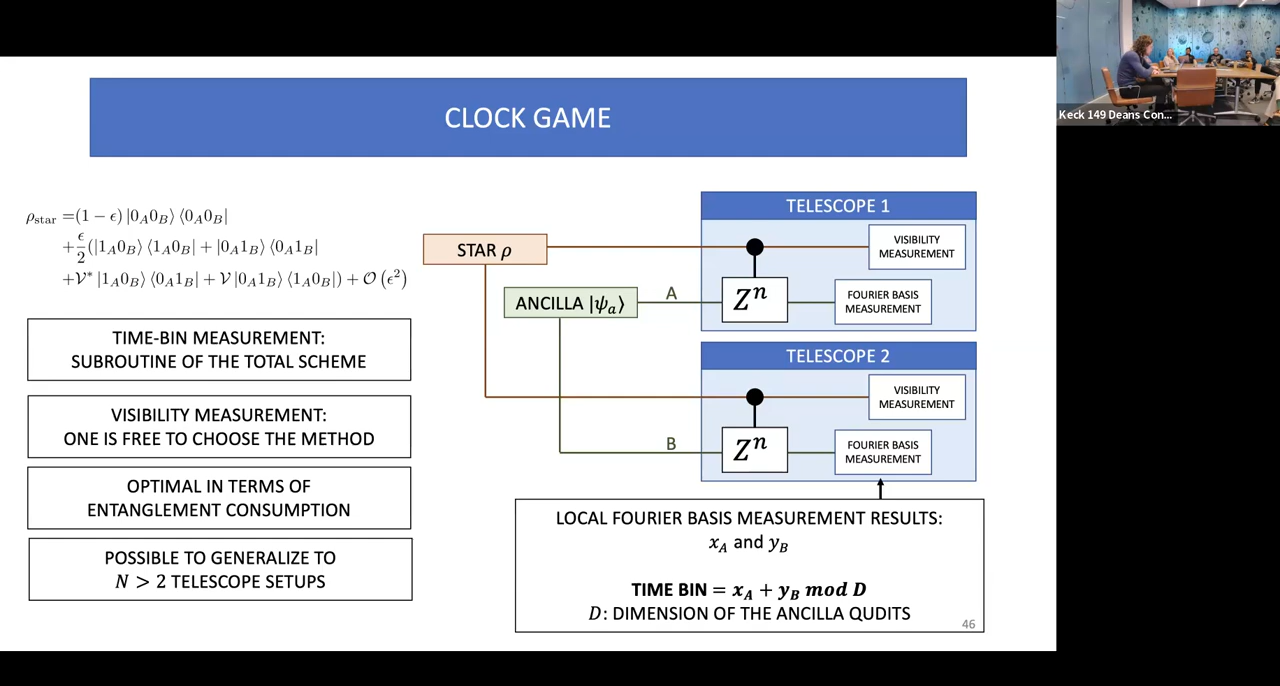 CLOCK GAME
ρ_star =(1 − ϵ) |0_A0_B⟩ ⟨0_A0_B|
+ϵ/2(|1_A0_B⟩ ⟨1_A0_B| + |0_A1_B⟩ ⟨0_A1_B|
+𝒱* |1_A0_B⟩ ⟨0_A1_B| + 𝒱 |0_A1_B⟩ ⟨1_A0_B|) + 𝒪 (ϵ²)
TIME-BIN MEASUREMENT:
SUBROUTINE OF THE TOTAL SCHEME
VISIBILITY MEASUREMENT:
ONE IS FREE TO CHOOSE THE METHOD
OPTIMAL IN TERMS OF
ENTANGLEMENT CONSUMPTION
POSSIBLE TO GENERALIZE TO
N > 2 TELESCOPE SETUPS
STAR ρ
ANCILLA |ψ_a⟩
A
B
TELESCOPE 1
VISIBILITY
MEASUREMENT
Z^n
FOURIER BASIS
MEASUREMENT
TELESCOPE 2
VISIBILITY
MEASUREMENT
Z^n
FOURIER BASIS
MEASUREMENT
LOCAL FOURIER BASIS MEASUREMENT RESULTS:
x_A and y_B
TIME BIN = x_A + y_B mod D
D: DIMENSION OF THE ANCILLA QUDITS
46
Keck 149 Deans Con...